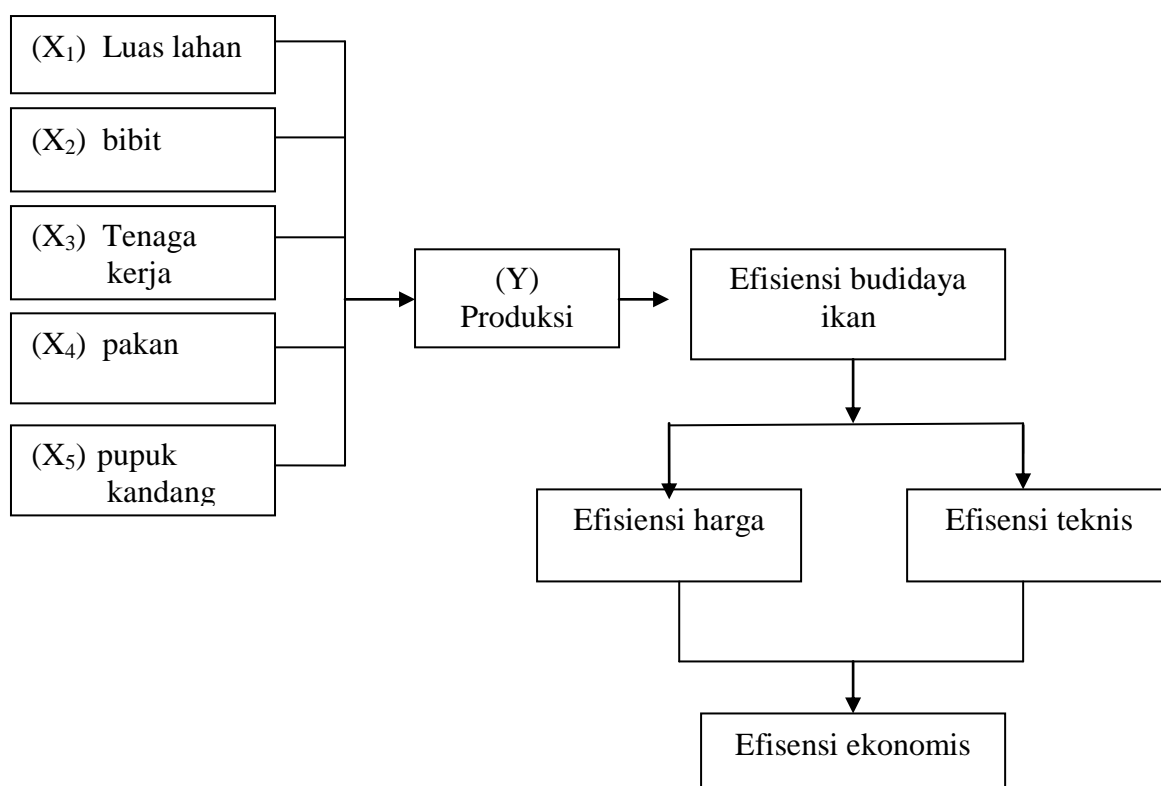 (X₁) Luas lahan
(X₂) bibit
(X₃) Tenaga
kerja
(X₄) pakan
(X₅) pupuk
kandang
(Y)
Produksi
Efisiensi budidaya
ikan
Efisiensi harga
Efisensi teknis
Efisensi ekonomis